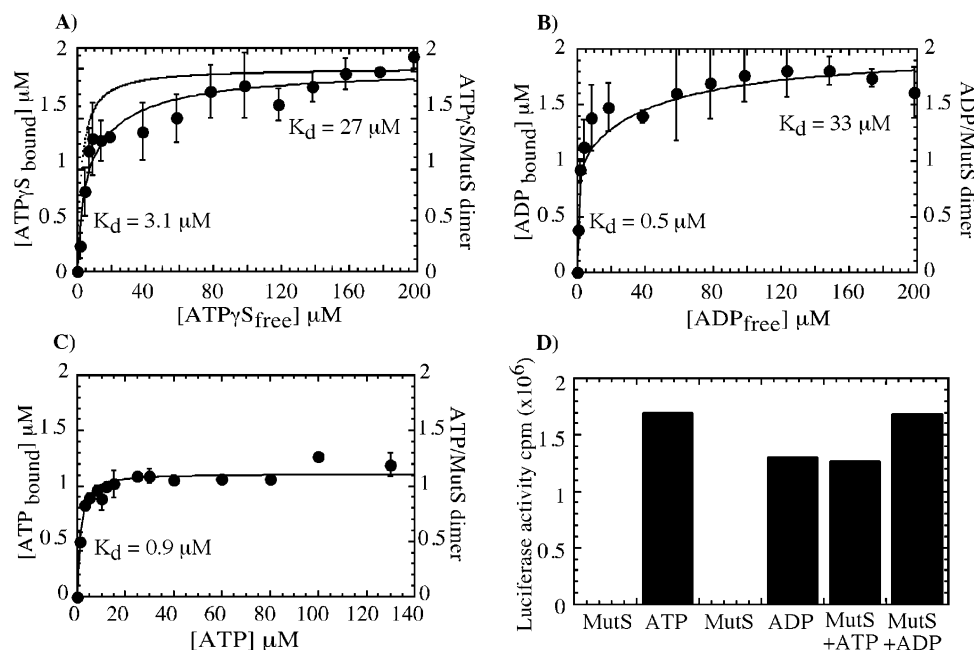 A)
[ATPγS bound] μM
2
1.5
1
0.5
0
0 40 80 120 160 200
[ATPγSfree] μM
Kd = 27 μM
Kd = 3.1 μM
2
1.5
1
0.5
0
ATPγS/MutS dimer
B)
[ADP bound] μM
2
1.5
1
0.5
0
0 40 80 120 160 200
[ADPfree] μM
Kd = 33 μM
Kd = 0.5 μM
2
1.5
1
0.5
0
ADP/MutS dimer
C)
[ATP bound] μM
2
1.5
1
0.5
0
0 20 40 60 80 100 120 140
[ATP] μM
Kd = 0.9 μM
2
1.5
1
0.5
0
ATP/MutS dimer
D)
Luciferase activity cpm (x10⁶)
2
1.5
1
0.5
0
MutS ATP MutS ADP MutS MutS
+ATP +ADP